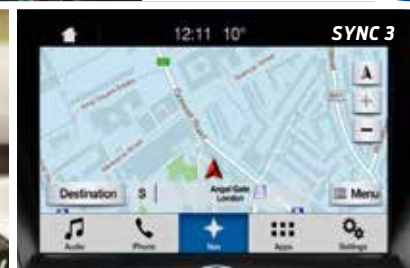 12:11 10° SYNC 3
Destination S Angel Gate Menu
London
Audio Phone Nav Apps Settings